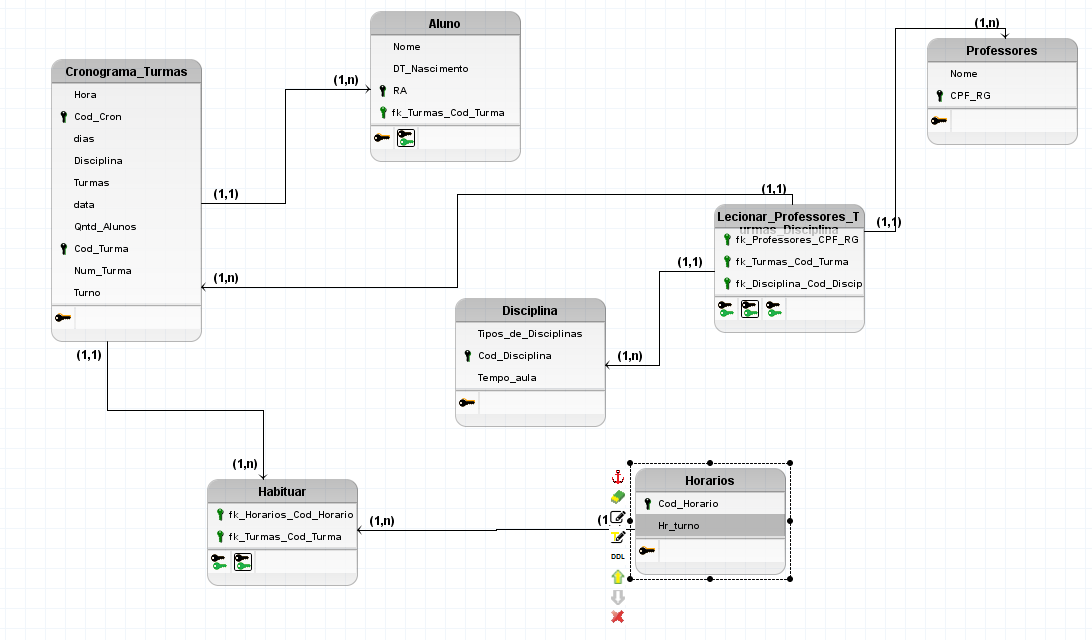 Aluno
Nome
DT_Nascimento
RA
fk_Turmas_Cod_Turma
(1,n)
Professores
Nome
CPF_RG
(1,n)
Cronograma_Turmas
Hora
Cod_Cron
dias
Disciplina
Turmas
data
Qntd_Alunos
Cod_Turma
Num_Turma
Turno
(1,1)
(1,n)
(1,1)
(1,1)
Lecionar_Professores_T
urmas_Disciplina
fk_Professores_CPF_RG
fk_Turmas_Cod_Turma
fk_Disciplina_Cod_Discip
(1,1)
(1,1)
Disciplina
Tipos_de_Disciplinas
Cod_Disciplina
Tempo_aula
(1,n)
(1,n)
Habituar
fk_Horarios_Cod_Horario
fk_Turmas_Cod_Turma
(1,n)
(1
DDL
Horarios
Cod_Horario
Hr_turno